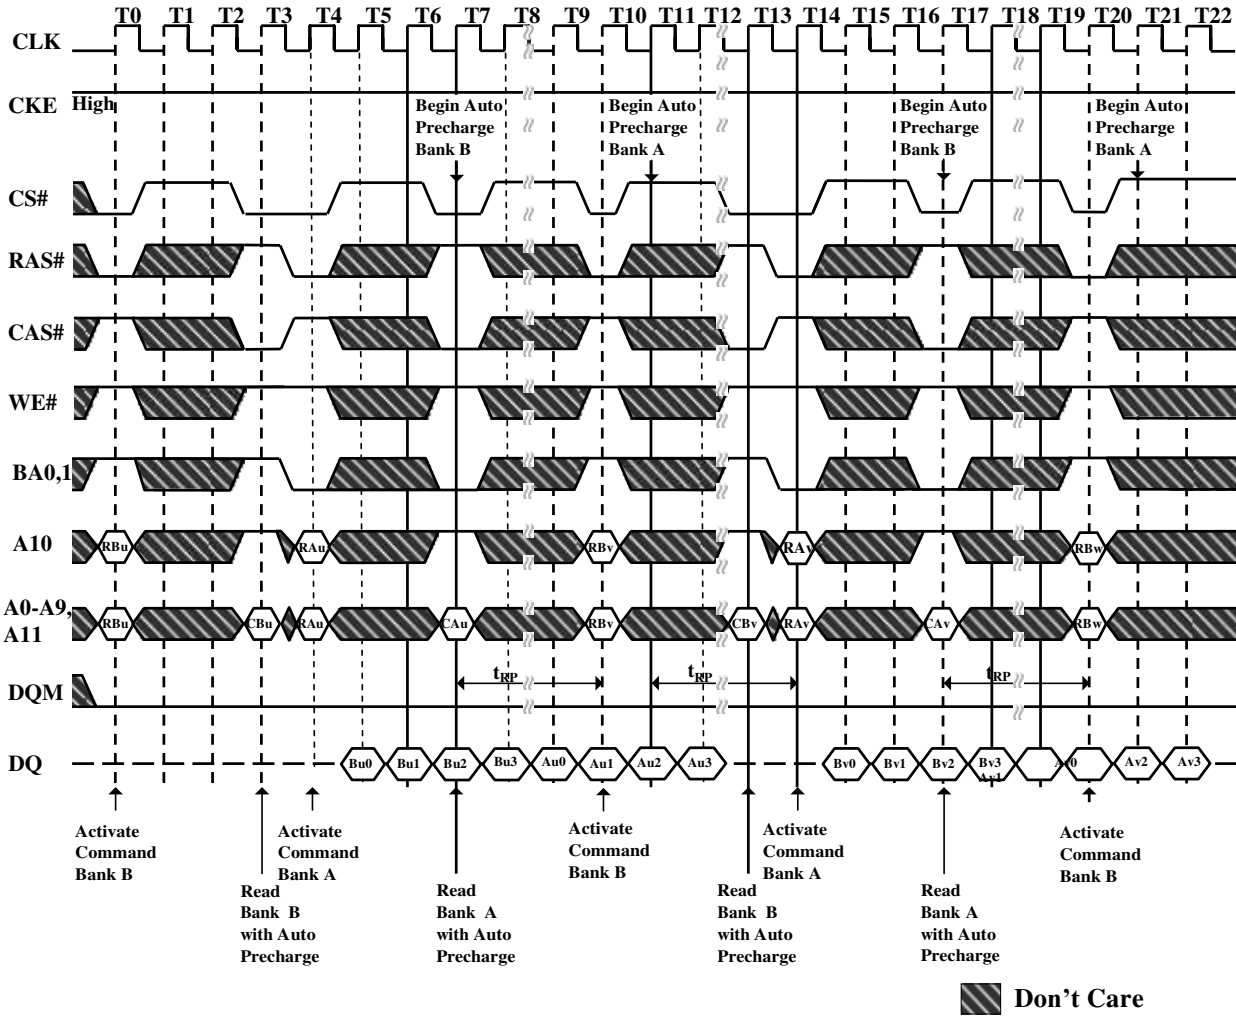 T0 T1 T2 T3 T4 T5 T6 T7 T8 T9 T10 T11 T12 T13 T14 T15 T16 T17 T18 T19 T20 T21 T22
CLK
CKE High
Begin Auto
Precharge
Bank B
Begin Auto
Precharge
Bank A
Begin Auto
Precharge
Bank B
Begin Auto
Precharge
Bank A
CS#
RAS#
CAS#
WE#
BA0,1
A10 RBu RAu RBv RAv RBw
A0-A9,
A11
RBu CBu RAu CAu RBv CBv RAv CAv RBw
DQM
tRP tRP tRP
DQ Bu0 Bu1 Bu2 Bu3 Au0 Au1 Au2 Au3 Bv0 Bv1 Bv2 Bv3 Av0 Av2 Av3
Av1
Activate
Command
Bank B
Activate
Command
Bank A
Activate
Command
Bank B
Activate
Command
Bank A
Activate
Command
Bank B
Read
Bank B
with Auto
Precharge
Read
Bank A
with Auto
Precharge
Read
Bank B
with Auto
Precharge
Read
Bank A
with Auto
Precharge
Don't Care